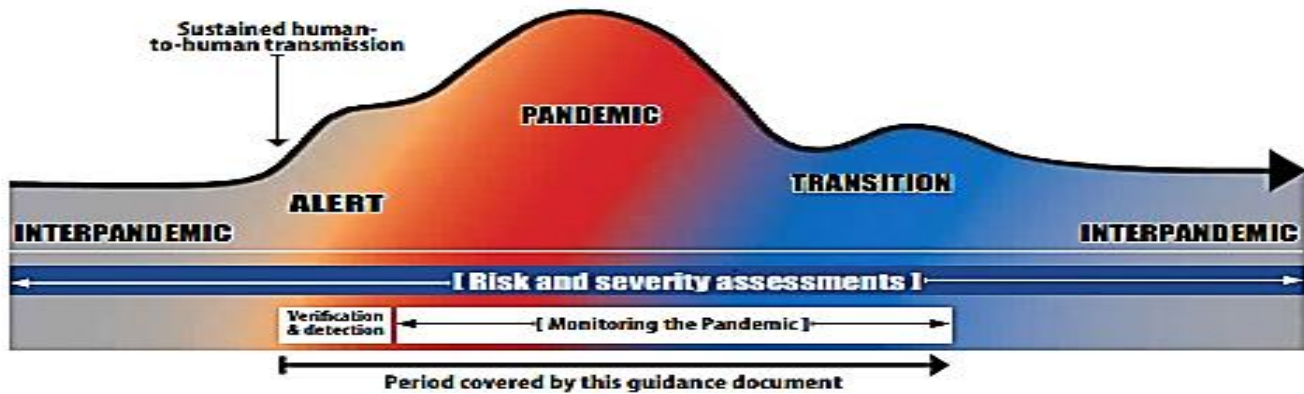 Sustained human-
to-human transmission
PANDEMIC
TRANSITION
ALERT
INTERPANDEMIC
INTERPANDEMIC
[ Risk and severity assessments ]
Verification
& detection
[ Monitoring the Pandemic ]
Period covered by this guidance document